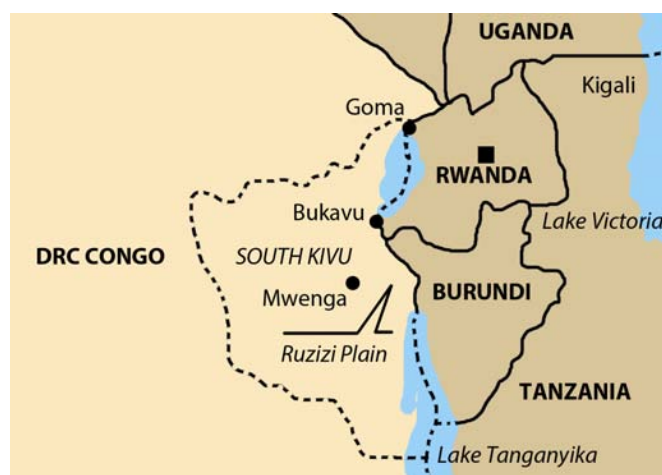 UGANDA
Kigali
Goma
RWANDA
Bukavu
Lake Victoria
DRC CONGO
SOUTH KIVU
Mwenga
BURUNDI
Ruzizi Plain
TANZANIA
Lake Tanganyika